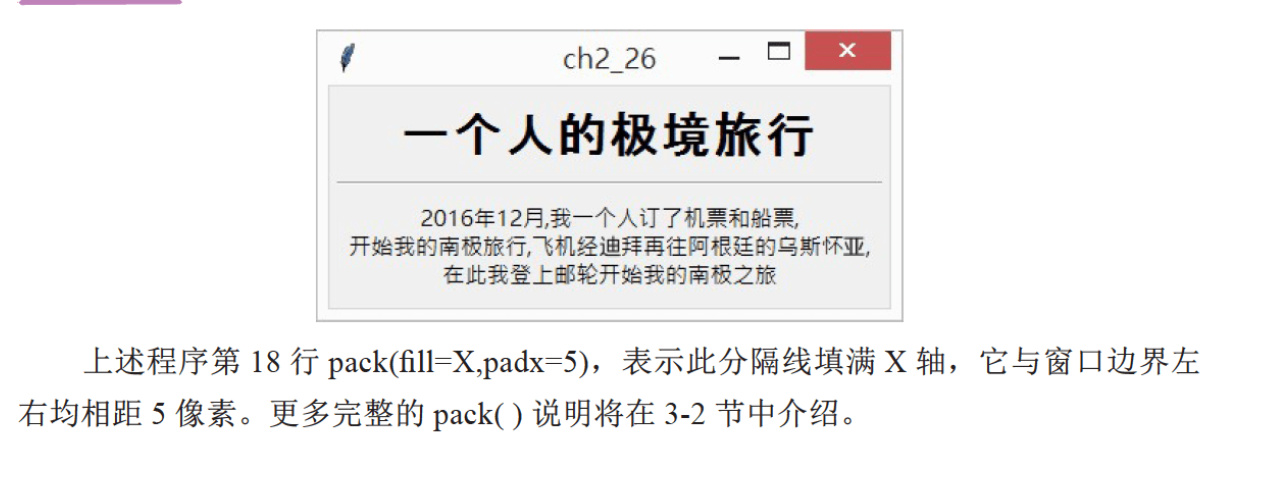 ch2_26
一个人的极境旅行
2016年12月,我一个人订了机票和船票,
开始我的南极旅行,飞机经迪拜再往阿根廷的乌斯怀亚,
在此我登上邮轮开始我的南极之旅
上述程序第 18 行 pack(fill=X,padx=5)，表示此分隔线填满 X 轴，它与窗口边界左
右均相距 5 像素。更多完整的 pack( ) 说明将在 3-2 节中介绍。